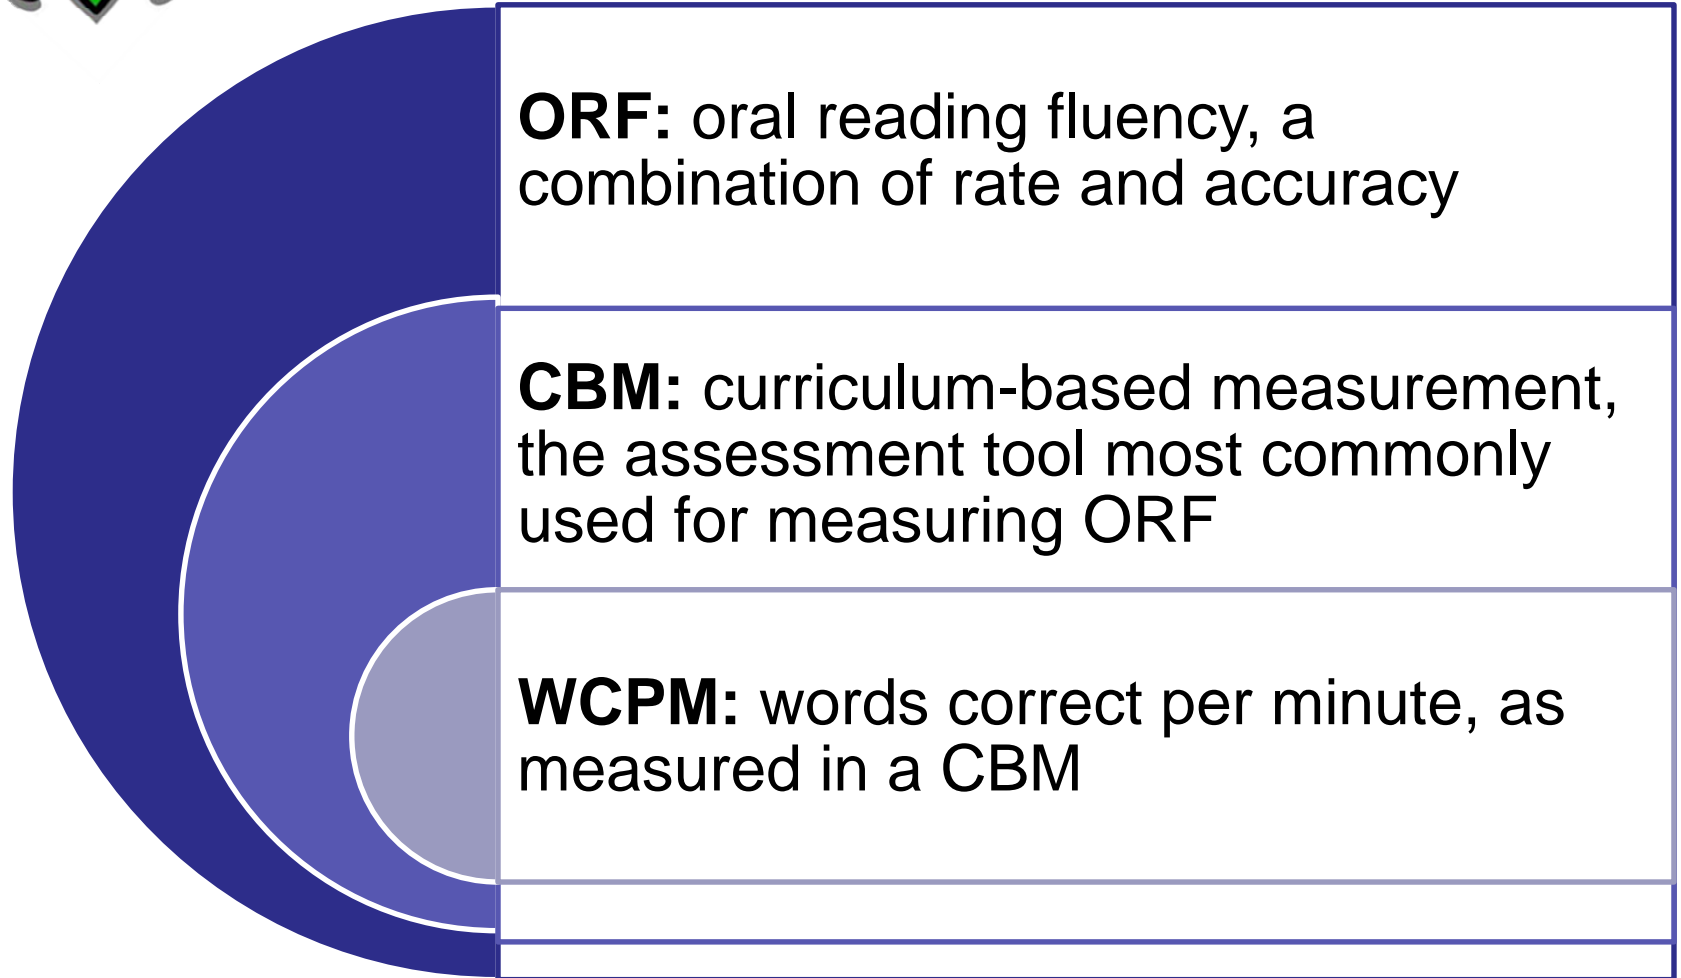 ORF: oral reading fluency, a
combination of rate and accuracy
CBM: curriculum-based measurement,
the assessment tool most commonly
used for measuring ORF
WCPM: words correct per minute, as
measured in a CBM